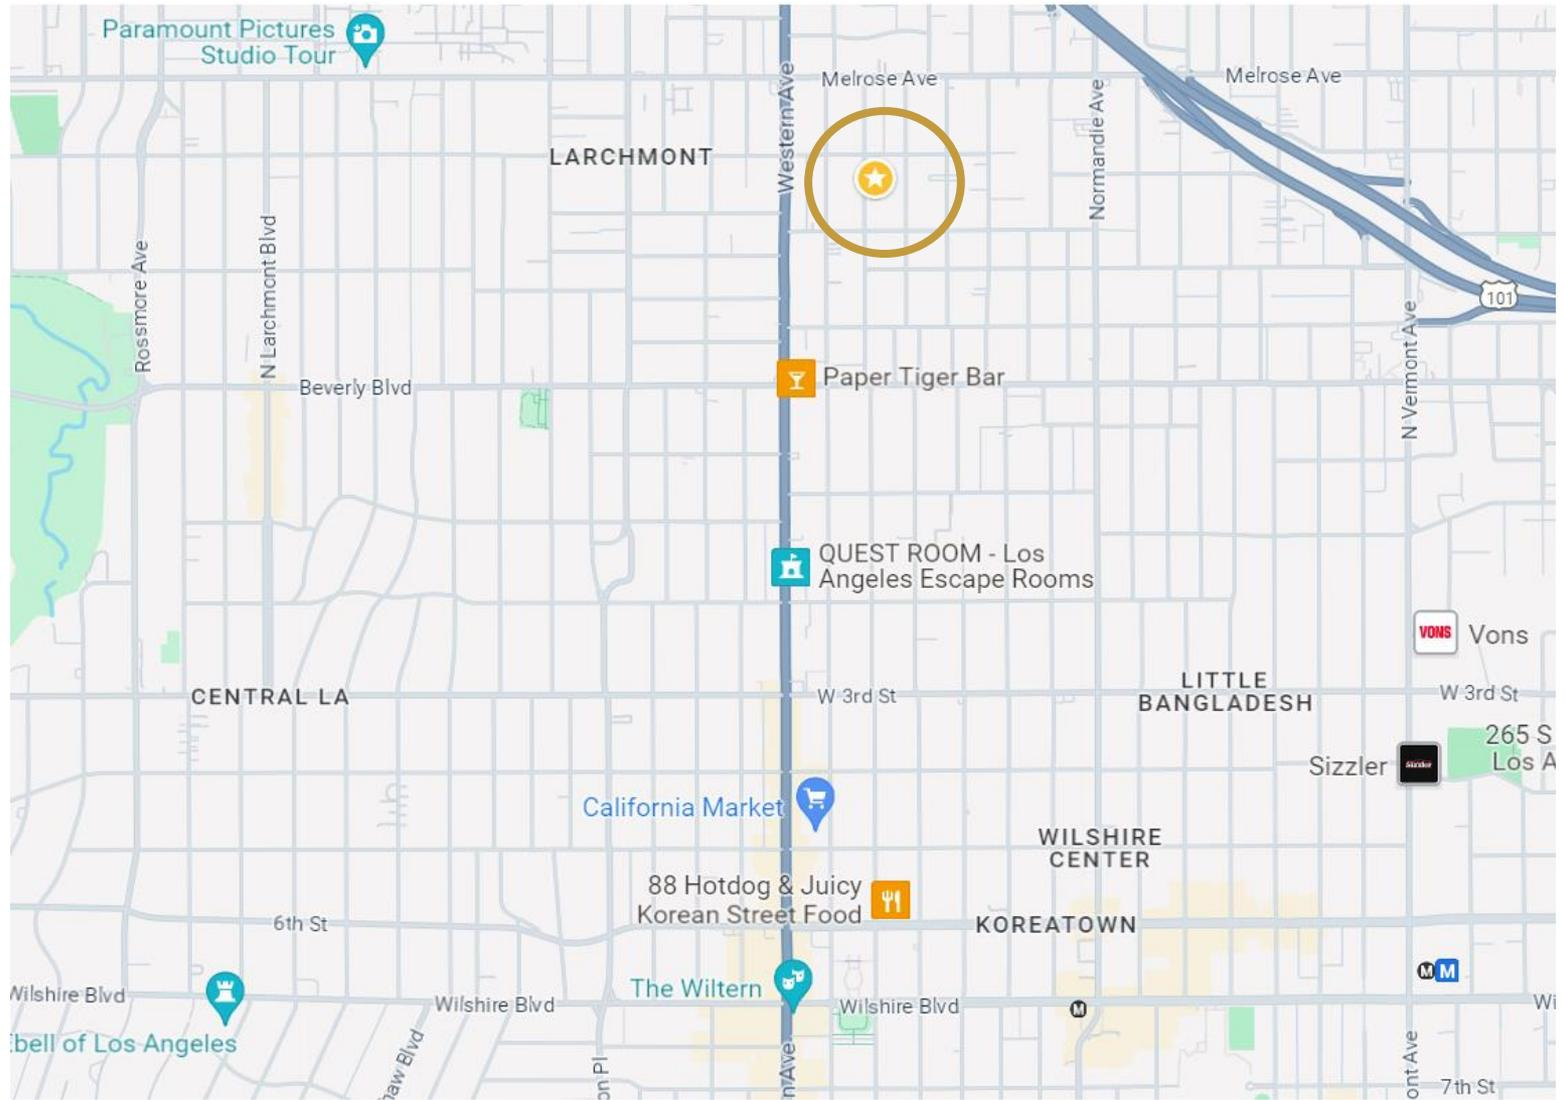 Paramount Pictures
Studio Tour
Melrose Ave
Melrose Ave
Western Ave
Normandie Ave
LARCHMONT
N Larchmont Blvd
Rossmore Ave
101
N Vermont Ave
Beverly Blvd
Paper Tiger Bar
QUEST ROOM - Los
Angeles Escape Rooms
VONS
Vons
CENTRAL LA
W 3rd St
LITTLE
BANGLADESH
W 3rd St
265 S
Los A
Sizzler
Sizzler
California Market
WILSHIRE
CENTER
88 Hotdog & Juicy
Korean Street Food
6th St
KOREATOWN
M
M
The Wiltern
Wilshire Blvd
Wilshire Blvd
Wilshire Blvd
M
Wi
bell of Los Angeles
haw Blvd
on Pl
n Ave
ont Ave
7th St